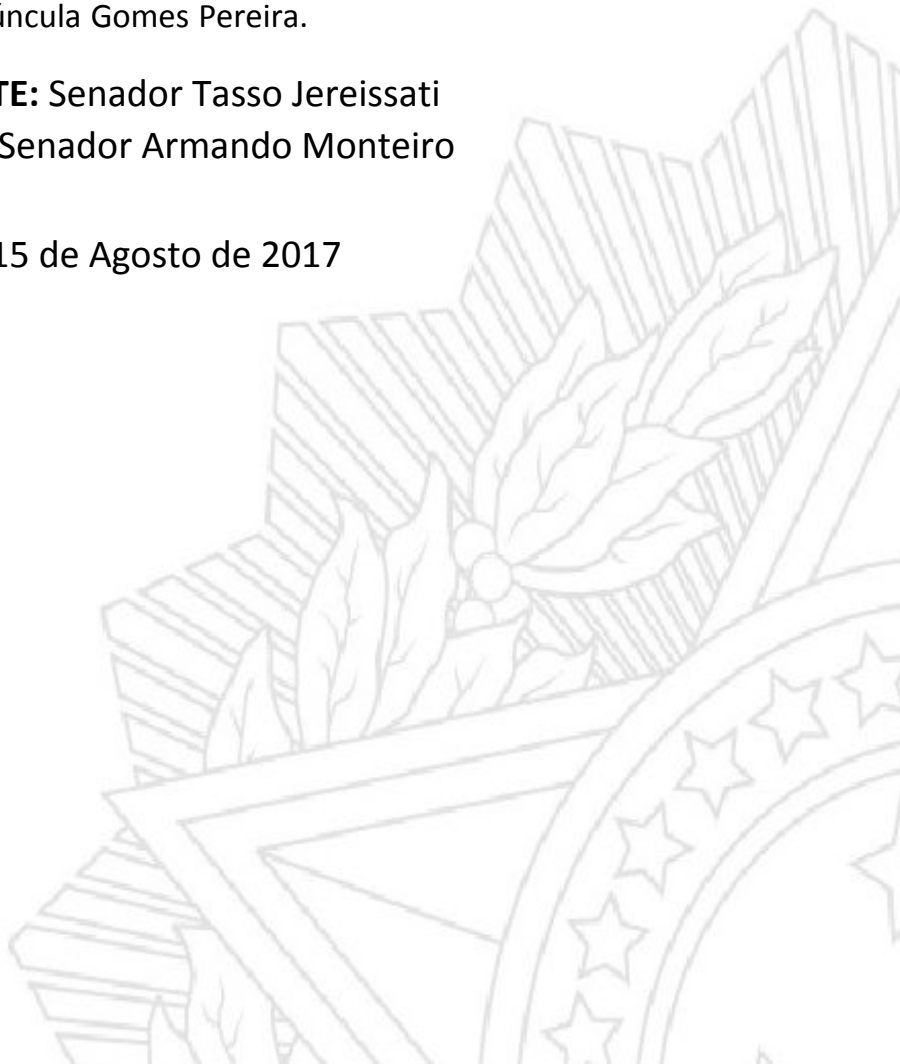 úncula Gomes Pereira.
TE: Senador Tasso Jereissati
Senador Armando Monteiro
15 de Agosto de 2017